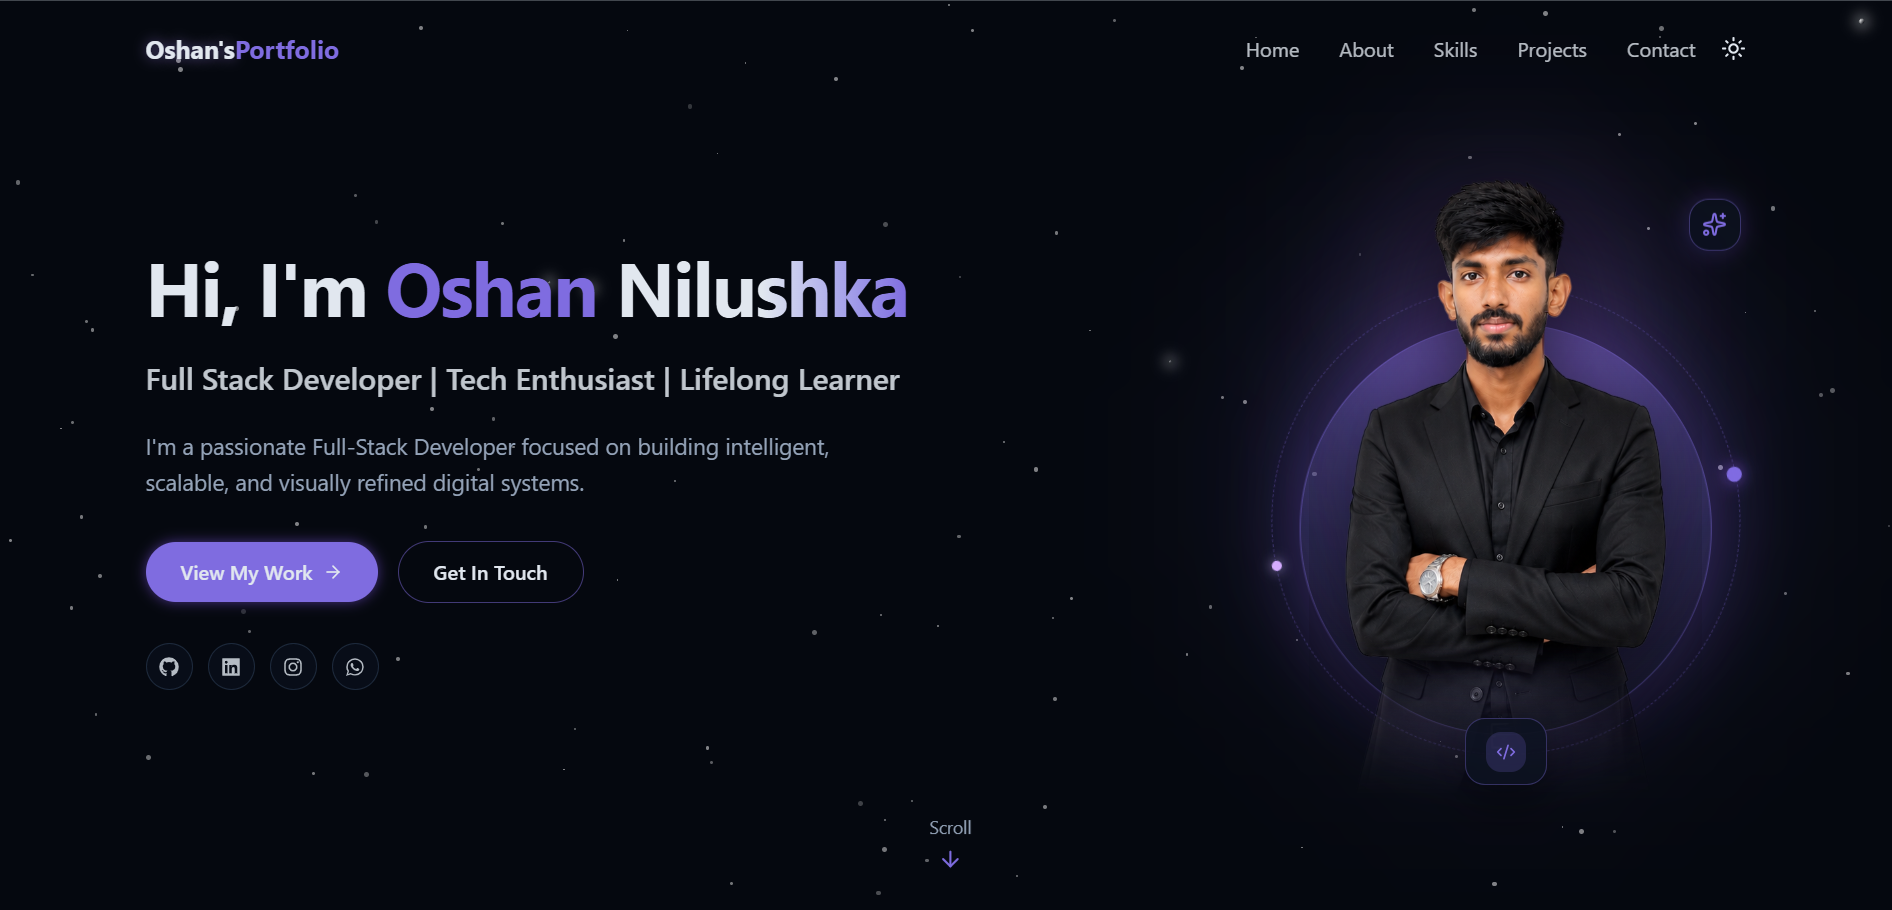 Oshan'sPortfolio
Home About Skills Projects Contact
Hi, I'm Oshan Nilushka
Full Stack Developer | Tech Enthusiast | Lifelong Learner
I'm a passionate Full-Stack Developer focused on building intelligent,
scalable, and visually refined digital systems.
View My Work →
Get In Touch
Scroll